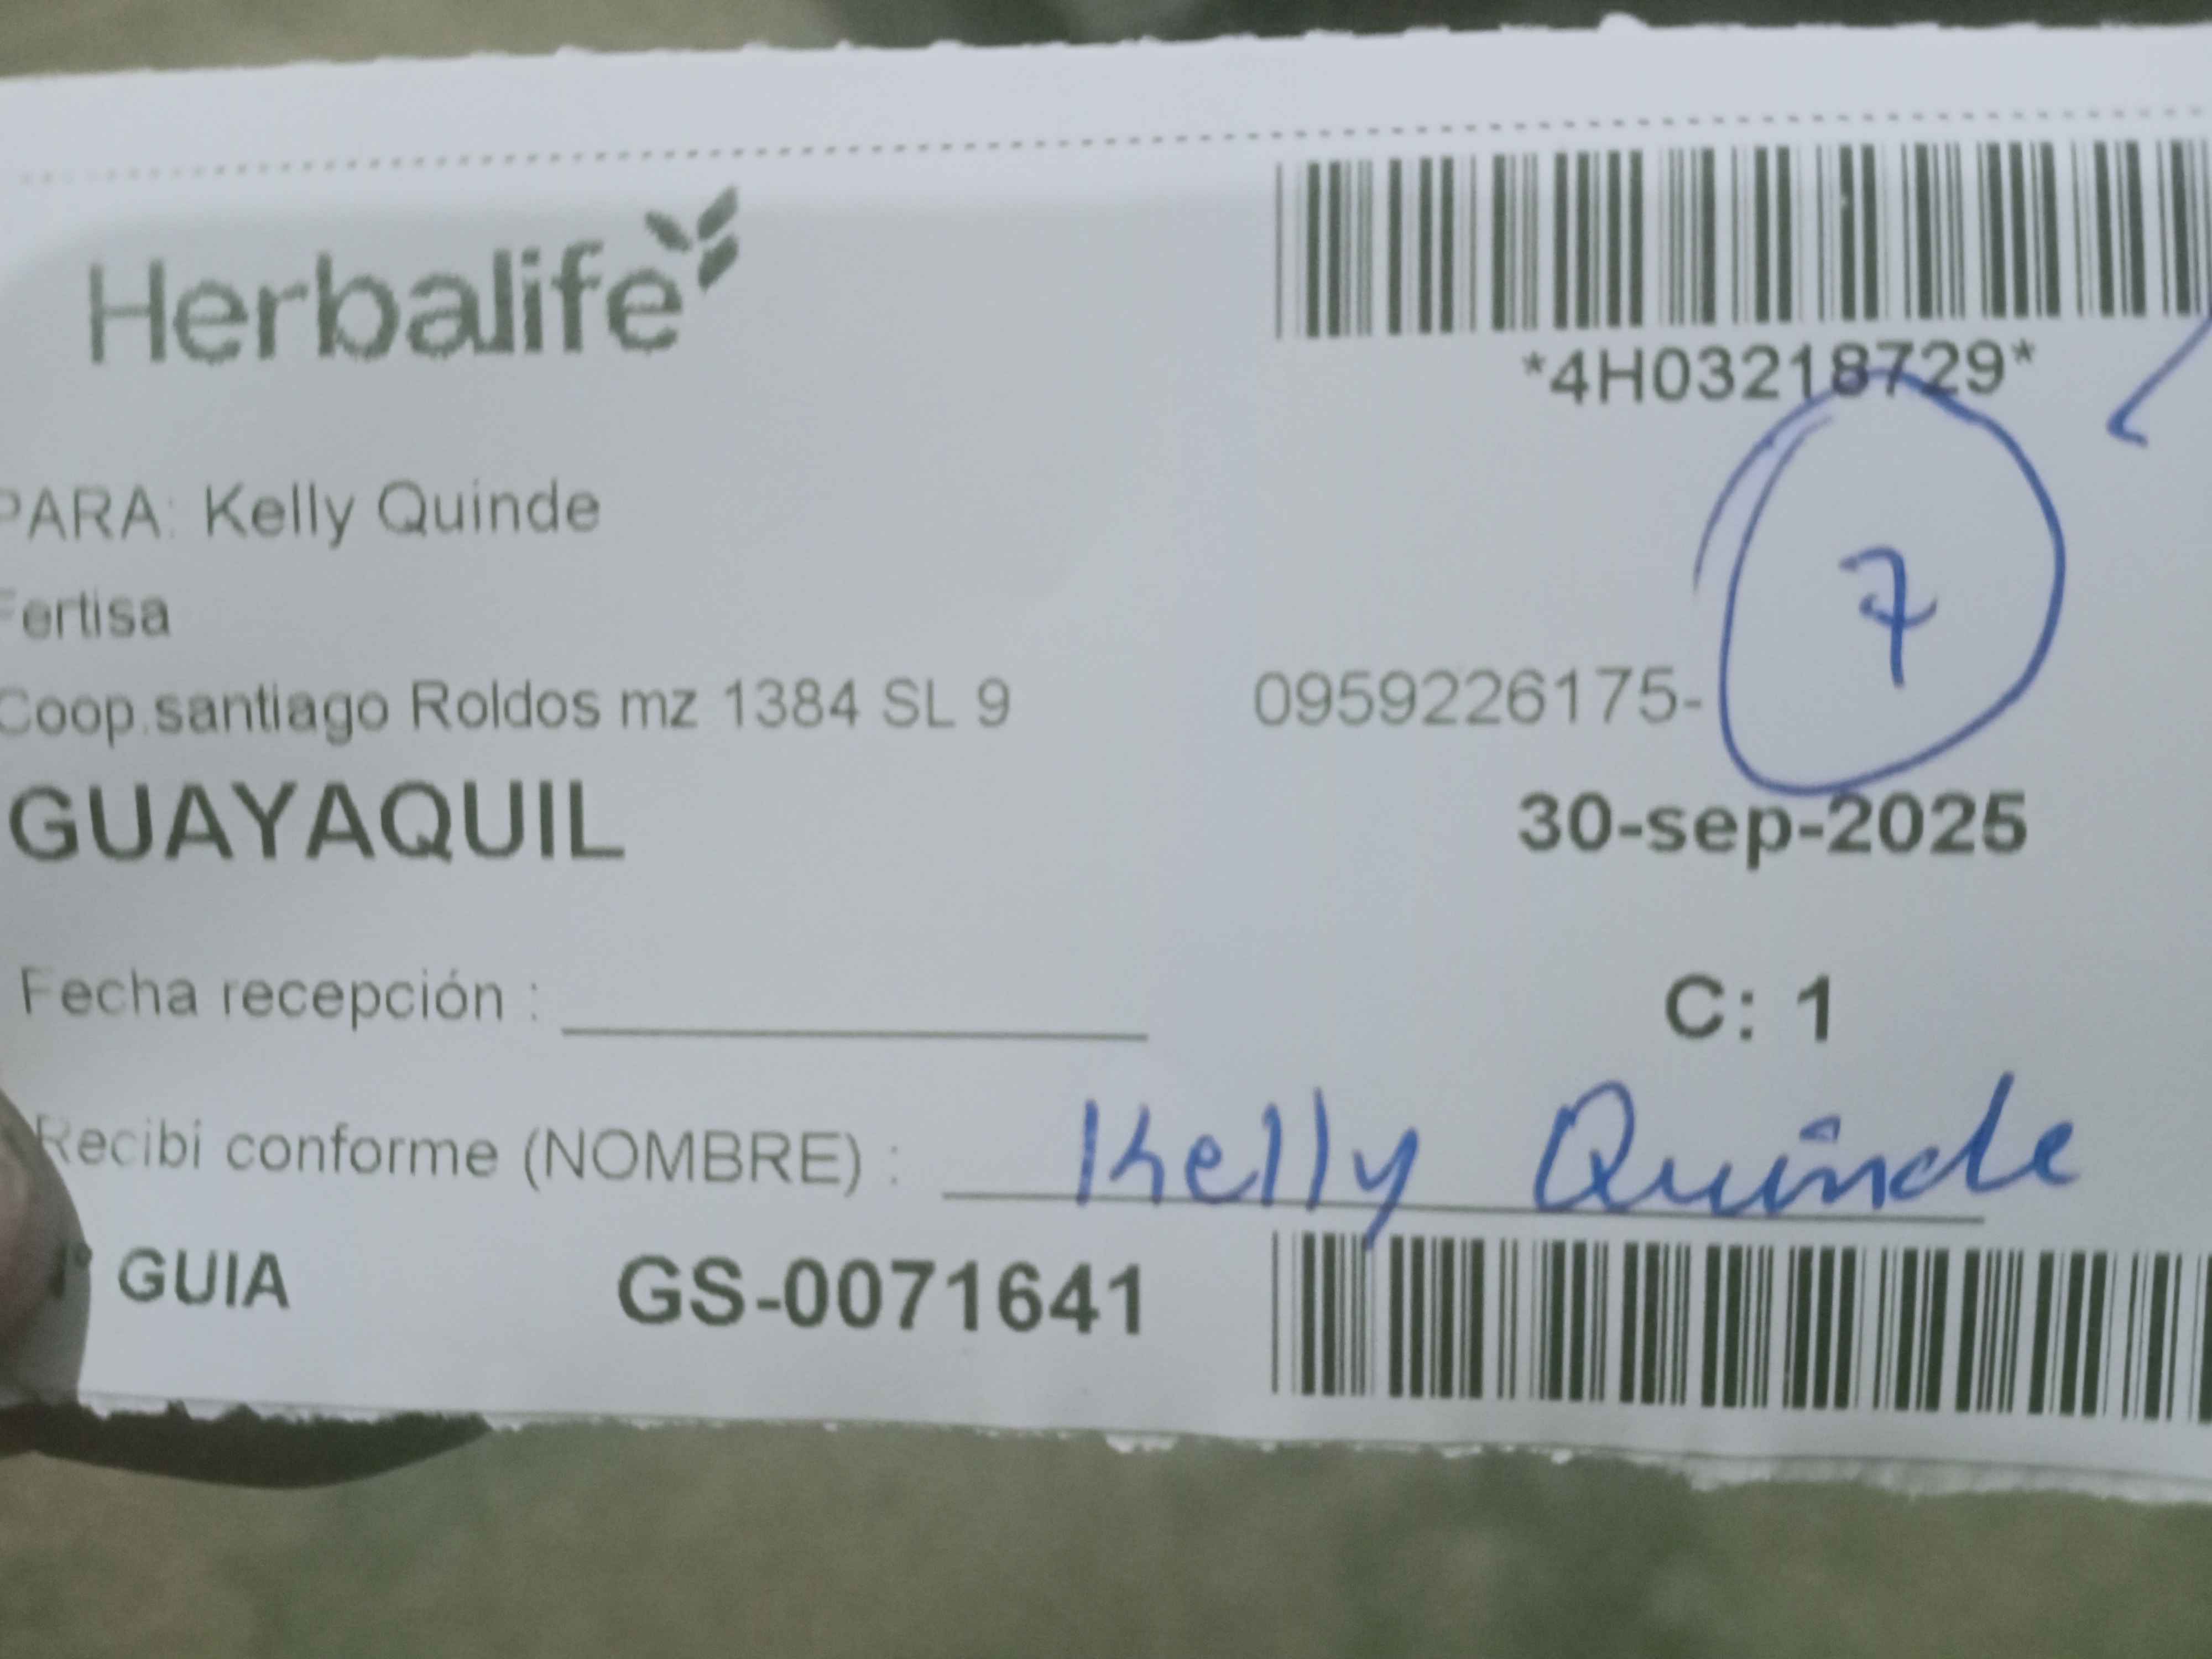 Herbalife
*4H03218729*
7
PARA: Kelly Quinde
Fertisa
Coop.santiago Roldos mz 1384 SL 9 0959226175-
GUAYAQUIL 30-sep-2025
Fecha recepción :
C: 1
Recibi conforme (NOMBRE) : Kelly Quinde
GUIA GS-0071641